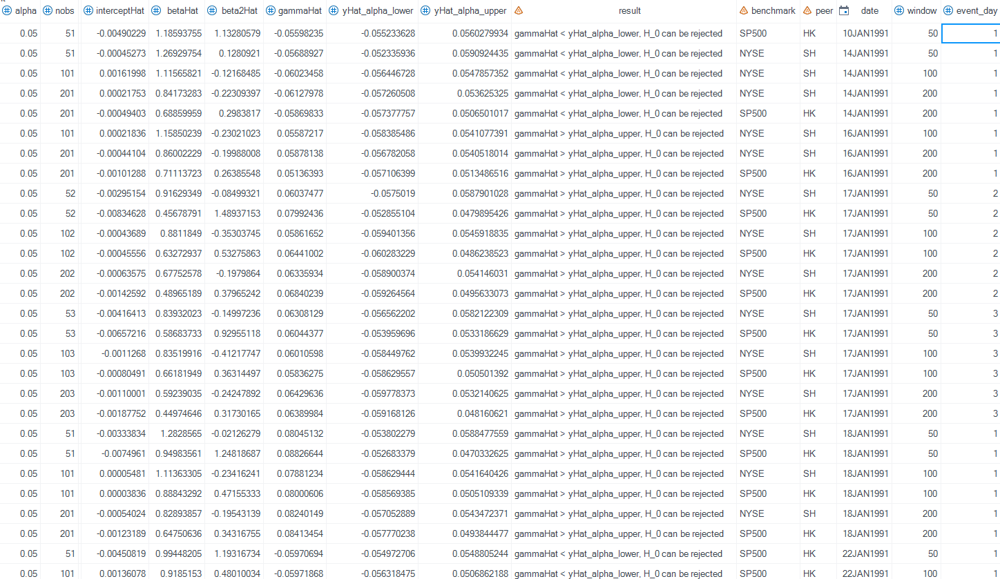 alpha nobs interceptHat betaHat beta2Hat gammaHat yHat_alpha_lower yHat_alpha_upper result benchmark peer date window event_day
0.05 51 -0.00490229 1.18593755 1.13280579 -0.05598235 -0.055233628 0.0560279934 gammaHat < yHat_alpha_lower, H_0 can be rejected SP500 HK 10JAN1991 50 1
0.05 51 -0.00045273 1.26929754 0.1280921 -0.05688927 -0.052335936 0.0590924435 gammaHat < yHat_alpha_lower, H_0 can be rejected NYSE SH 14JAN1991 50 1
0.05 101 0.00161998 1.11565821 -0.12168485 -0.06023458 -0.056446728 0.0547857352 gammaHat < yHat_alpha_lower, H_0 can be rejected NYSE SH 14JAN1991 100 1
0.05 201 0.00021753 0.84173283 -0.22309397 -0.06127978 -0.057260508 0.053625325 gammaHat < yHat_alpha_lower, H_0 can be rejected NYSE SH 14JAN1991 200 1
0.05 201 -0.00049403 0.68859959 0.2983817 -0.05869833 -0.057377757 0.0506501017 gammaHat < yHat_alpha_lower, H_0 can be rejected SP500 HK 14JAN1991 200 1
0.05 101 0.00021836 1.15850239 -0.23021023 0.05587217 -0.058385486 0.0541077391 gammaHat > yHat_alpha_upper, H_0 can be rejected NYSE SH 16JAN1991 100 1
0.05 201 -0.00044104 0.86002229 -0.19988008 0.05878138 -0.056782058 0.0540518014 gammaHat > yHat_alpha_upper, H_0 can be rejected NYSE SH 16JAN1991 200 1
0.05 201 -0.00101288 0.71113723 0.26385548 0.05136393 -0.057106399 0.0513486516 gammaHat > yHat_alpha_upper, H_0 can be rejected SP500 HK 16JAN1991 200 1
0.05 52 -0.00295154 0.91629349 -0.08499321 0.06037477 -0.0575019 0.0587901028 gammaHat > yHat_alpha_upper, H_0 can be rejected NYSE SH 17JAN1991 50 2
0.05 52 -0.00834628 0.45678791 1.48937153 0.07992436 -0.052855104 0.0479895426 gammaHat > yHat_alpha_upper, H_0 can be rejected SP500 HK 17JAN1991 50 2
0.05 102 -0.00043689 0.8811849 -0.35303745 0.05861652 -0.059401356 0.0545918835 gammaHat > yHat_alpha_upper, H_0 can be rejected NYSE SH 17JAN1991 100 2
0.05 102 -0.00045556 0.63272937 0.53275863 0.06441002 -0.060283229 0.0486238523 gammaHat > yHat_alpha_upper, H_0 can be rejected SP500 HK 17JAN1991 100 2
0.05 202 -0.00063575 0.67752578 -0.1979864 0.06335934 -0.058900374 0.054146031 gammaHat > yHat_alpha_upper, H_0 can be rejected NYSE SH 17JAN1991 200 2
0.05 202 -0.00142592 0.48965189 0.37965242 0.06840239 -0.059264564 0.0495633073 gammaHat > yHat_alpha_upper, H_0 can be rejected SP500 HK 17JAN1991 200 2
0.05 53 -0.00416413 0.83932023 -0.14997236 0.06308129 -0.056562202 0.0582122309 gammaHat > yHat_alpha_upper, H_0 can be rejected NYSE SH 17JAN1991 50 3
0.05 53 -0.00657216 0.58683733 0.92955118 0.06044377 -0.053959696 0.0533186629 gammaHat > yHat_alpha_upper, H_0 can be rejected SP500 HK 17JAN1991 50 3
0.05 103 -0.0011268 0.83519916 -0.41217747 0.06010598 -0.058449762 0.0539932245 gammaHat > yHat_alpha_upper, H_0 can be rejected NYSE SH 17JAN1991 100 3
0.05 103 -0.00080491 0.66181949 0.36314497 0.05836275 -0.058629557 0.050501392 gammaHat > yHat_alpha_upper, H_0 can be rejected SP500 HK 17JAN1991 100 3
0.05 203 -0.00110001 0.59239035 -0.24247892 0.06429636 -0.059778373 0.0532140625 gammaHat > yHat_alpha_upper, H_0 can be rejected NYSE SH 17JAN1991 200 3
0.05 203 -0.00187752 0.44974646 0.31730165 0.06389984 -0.059168126 0.048160621 gammaHat > yHat_alpha_upper, H_0 can be rejected SP500 HK 17JAN1991 200 3
0.05 51 -0.00333834 1.2828565 -0.02126279 0.08045132 -0.053802279 0.0588477559 gammaHat > yHat_alpha_upper, H_0 can be rejected NYSE SH 18JAN1991 50 1
0.05 51 -0.0074961 0.94983561 1.24818687 0.08826644 -0.052683379 0.0470332625 gammaHat > yHat_alpha_upper, H_0 can be rejected SP500 HK 18JAN1991 50 1
0.05 101 0.00005481 1.11363305 -0.23416241 0.07881234 -0.058629444 0.0541640426 gammaHat > yHat_alpha_upper, H_0 can be rejected NYSE SH 18JAN1991 100 1
0.05 101 0.00003836 0.88843292 0.47155333 0.08000606 -0.058569385 0.0505109339 gammaHat > yHat_alpha_upper, H_0 can be rejected SP500 HK 18JAN1991 100 1
0.05 201 -0.00054024 0.82893857 -0.19543139 0.08240149 -0.057052889 0.0543472371 gammaHat > yHat_alpha_upper, H_0 can be rejected NYSE SH 18JAN1991 200 1
0.05 201 -0.00123189 0.64750636 0.34316755 0.08413454 -0.057770238 0.0493844477 gammaHat > yHat_alpha_upper, H_0 can be rejected SP500 HK 18JAN1991 200 1
0.05 51 -0.00450819 0.99448205 1.19316734 -0.05970694 -0.054972706 0.0548805244 gammaHat < yHat_alpha_lower, H_0 can be rejected SP500 HK 22JAN1991 50 1
0.05 101 0.00136078 0.9185153 0.48010034 -0.05971868 -0.056318475 0.0506862188 gammaHat < yHat_alpha_lower, H_0 can be rejected SP500 HK 22JAN1991 100 1